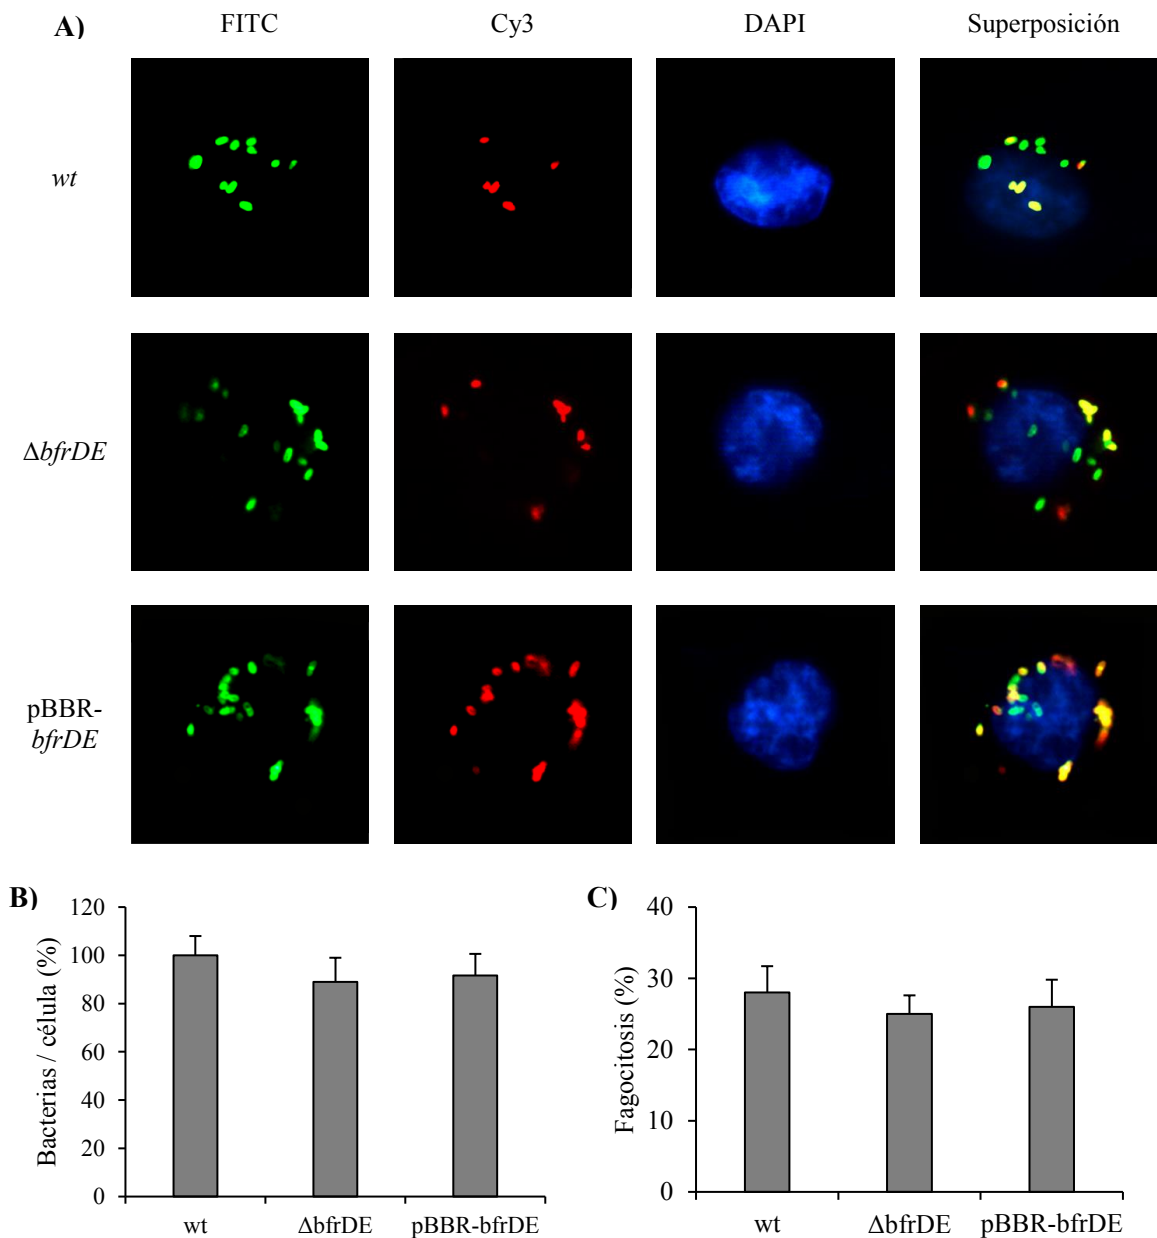 A)
FITC
Cy3
DAPI
Superposición
wt
ΔbfrDE
pBBR-
bfrDE
B)
Bacterias / célula (%)
120
100
80
60
40
20
0
wt
ΔbfrDE
pBBR-bfrDE
C)
Fagocitosis (%)
40
30
20
10
0
wt
ΔbfrDE
pBBR-bfrDE